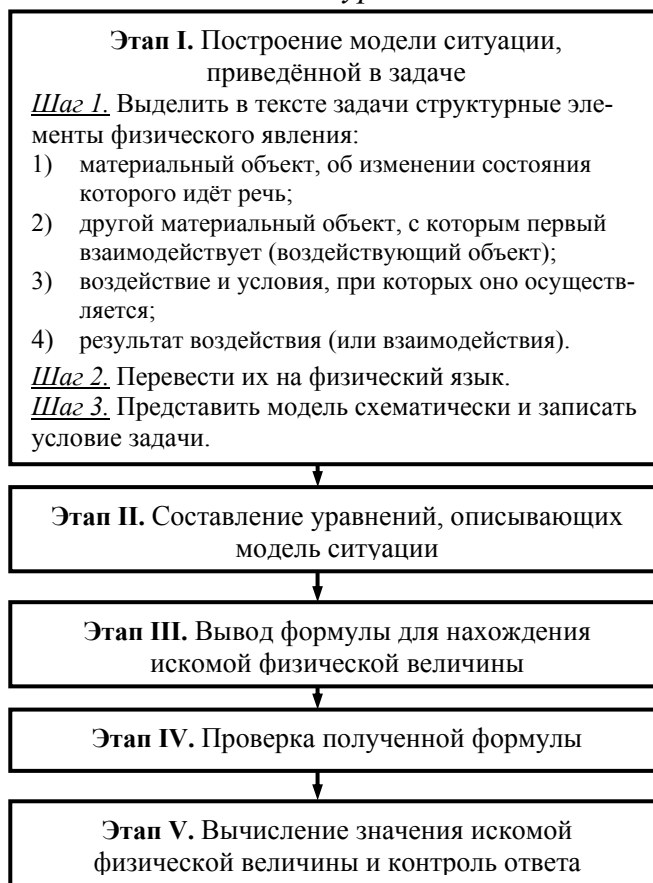 Этап I. Построение модели ситуации,
приведённой в задаче
Шаг 1. Выделить в тексте задачи структурные эле-
менты физического явления:
1) материальный объект, об изменении состояния
которого идёт речь;
2) другой материальный объект, с которым первый
взаимодействует (воздействующий объект);
3) воздействие и условия, при которых оно осуществ-
ляется;
4) результат воздействия (или взаимодействия).
Шаг 2. Перевести их на физический язык.
Шаг 3. Представить модель схематически и записать
условие задачи.
Этап II. Составление уравнений, описывающих
модель ситуации
Этап III. Вывод формулы для нахождения
искомой физической величины
Этап IV. Проверка полученной формулы
Этап V. Вычисление значения искомой
физической величины и контроль ответа